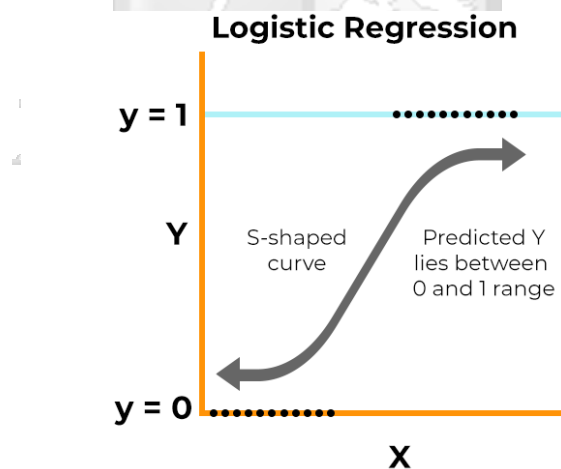 Logistic Regression
y = 1
Y
S-shaped
curve
Predicted Y
lies between
0 and 1 range
y = 0
X